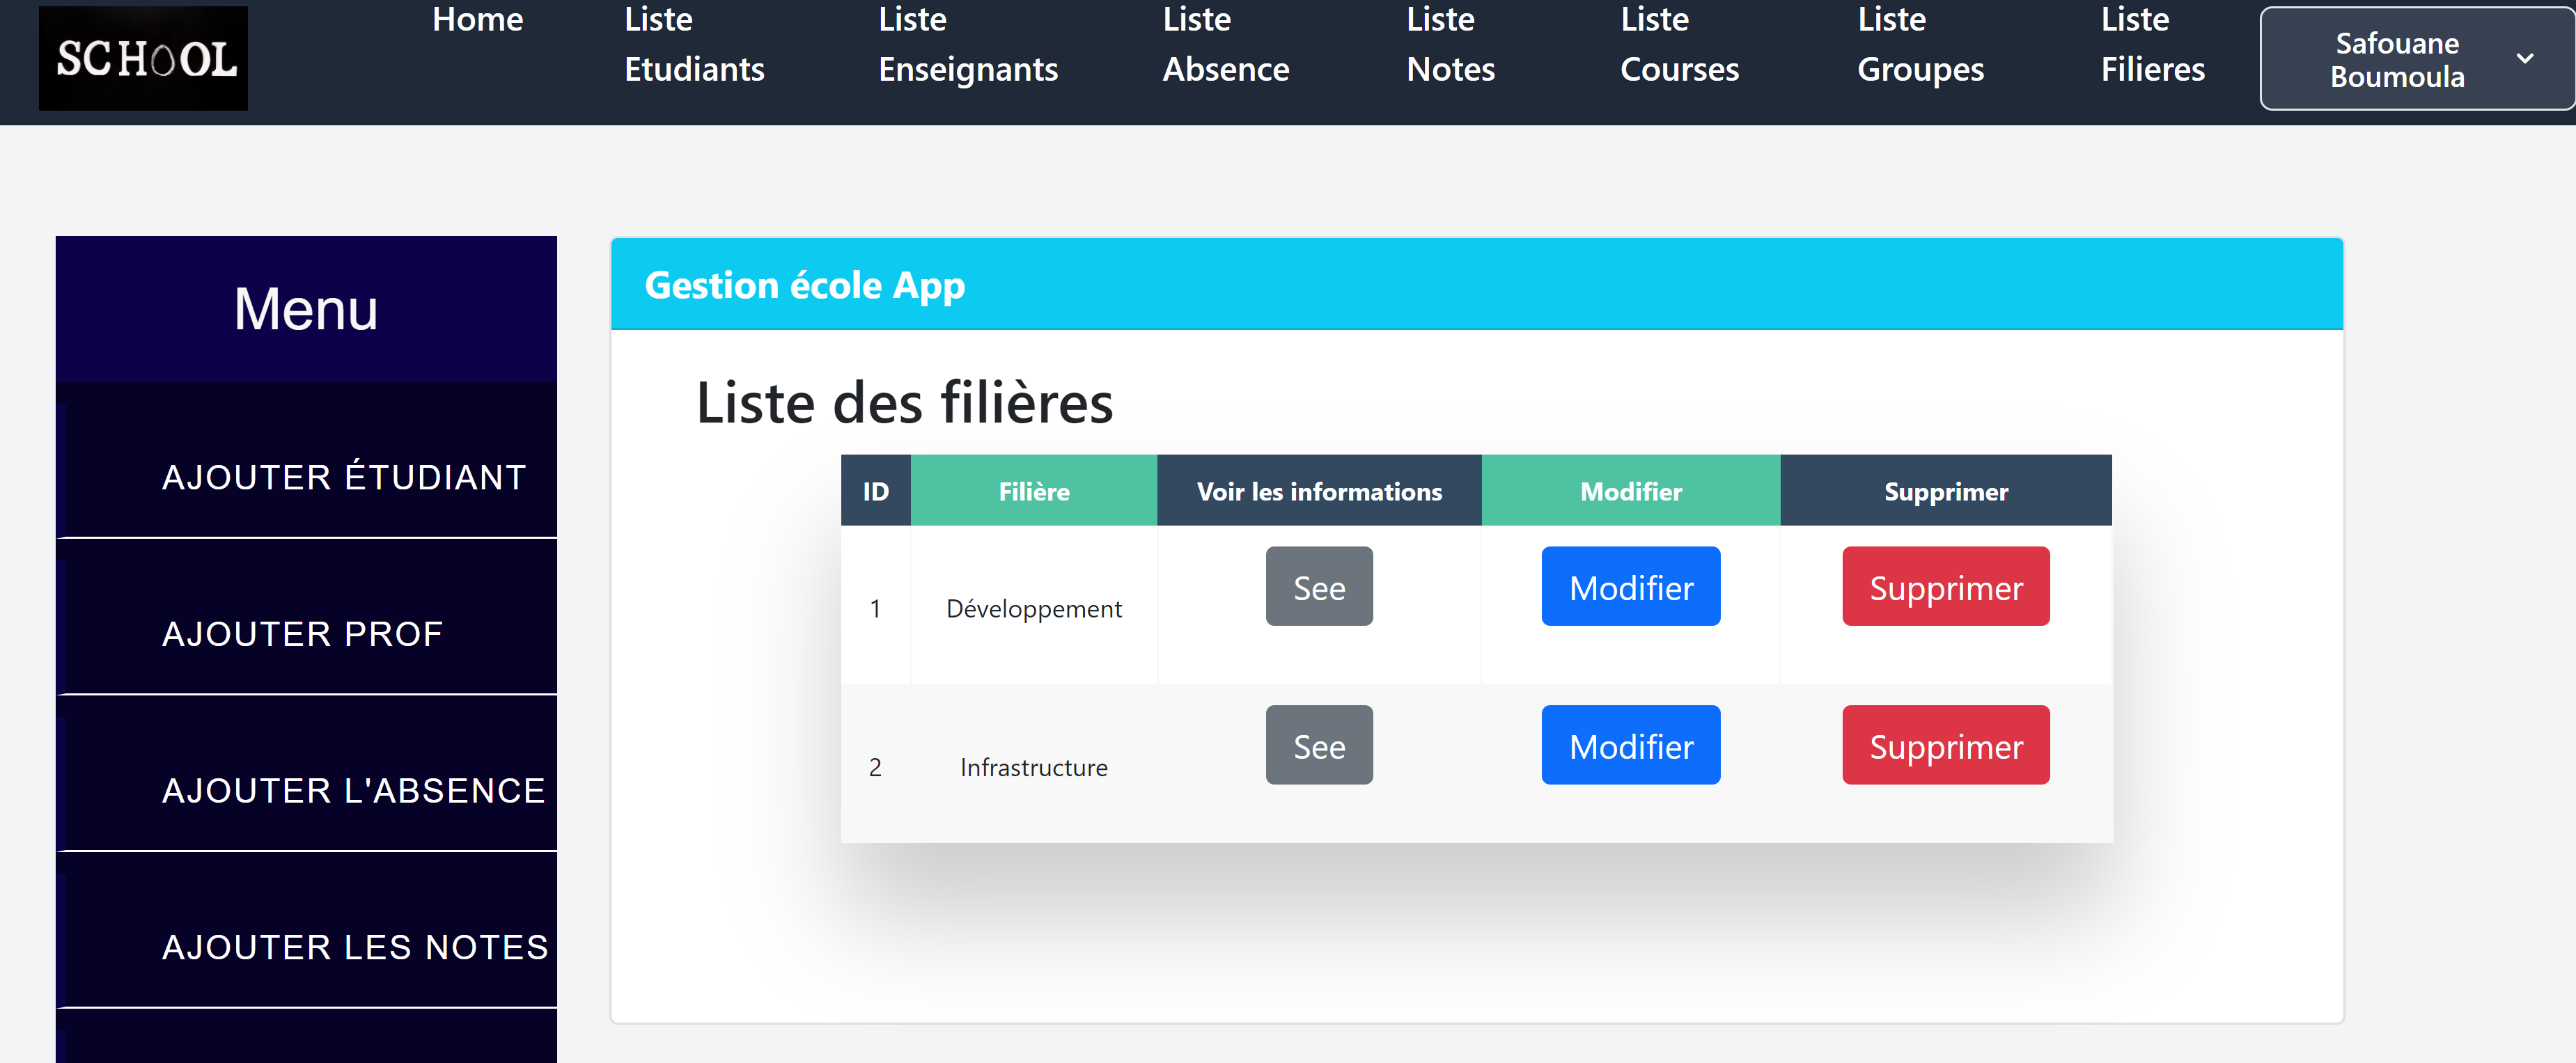 SCHOOL
Home
Liste
Etudiants
Liste
Enseignants
Liste
Absence
Liste
Notes
Liste
Courses
Liste
Groupes
Liste
Filieres
Safouane
Boumoula
Menu
AJOUTER ÉTUDIANT
AJOUTER PROF
AJOUTER L'ABSENCE
AJOUTER LES NOTES
Gestion école App
Liste des filières
ID Filière Voir les informations Modifier Supprimer
1 Développement See Modifier Supprimer
2 Infrastructure See Modifier Supprimer